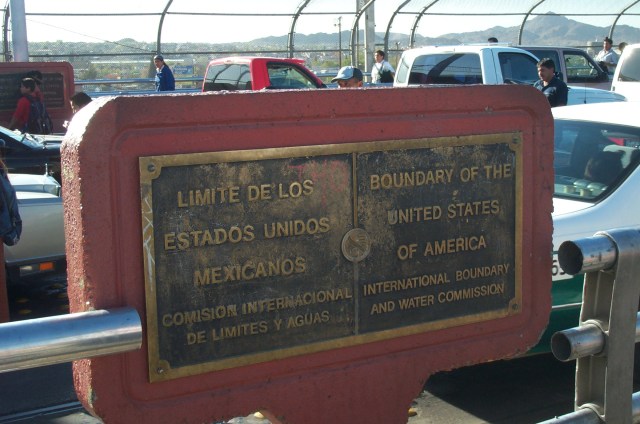 LIMITE DE LOS
ESTADOS UNIDOS
MEXICANOS
COMISION INTERNACIONAL
DE LIMITES Y AGUAS
BOUNDARY OF THE
UNITED STATES
OF AMERICA
INTERNATIONAL BOUNDARY
AND WATER COMMISSION